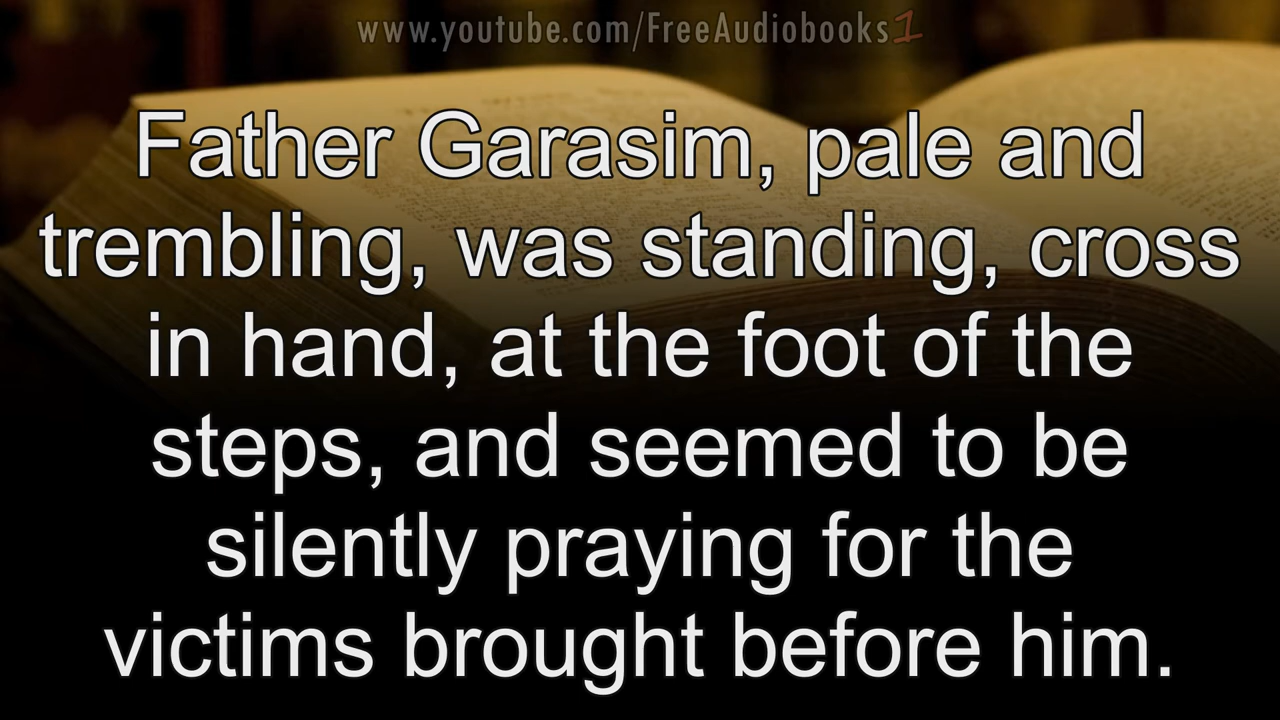 www.youtube.com/FreeAudiobooks1
Father Garasim, pale and
trembling, was standing, cross
in hand, at the foot of the
steps, and seemed to be
silently praying for the
victims brought before him.